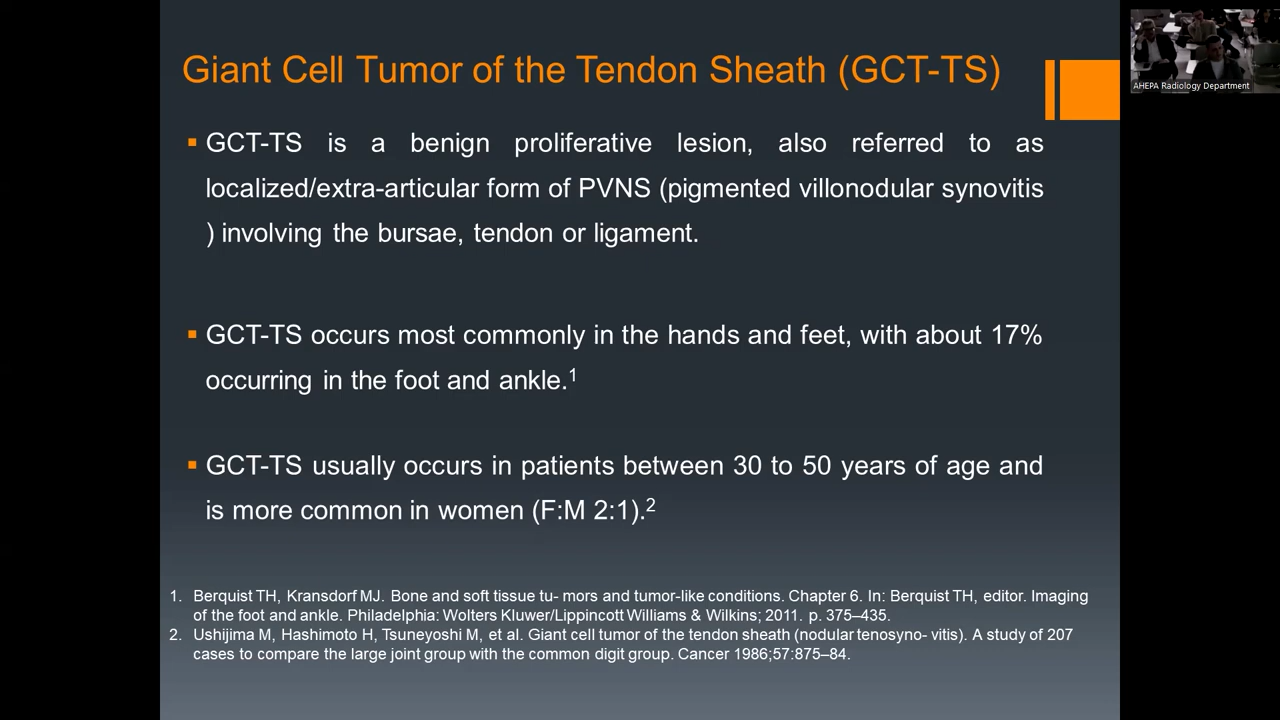 Giant Cell Tumor of the Tendon Sheath (GCT-TS)
AHEPA Radiology Department
▪ GCT-TS is a benign proliferative lesion, also referred to as
localized/extra-articular form of PVNS (pigmented villonodular synovitis
) involving the bursae, tendon or ligament.
▪ GCT-TS occurs most commonly in the hands and feet, with about 17%
occurring in the foot and ankle.1
▪ GCT-TS usually occurs in patients between 30 to 50 years of age and
is more common in women (F:M 2:1).2
1. Berquist TH, Kransdorf MJ. Bone and soft tissue tu- mors and tumor-like conditions. Chapter 6. In: Berquist TH, editor. Imaging
of the foot and ankle. Philadelphia: Wolters Kluwer/Lippincott Williams & Wilkins; 2011. p. 375–435.
2. Ushijima M, Hashimoto H, Tsuneyoshi M, et al. Giant cell tumor of the tendon sheath (nodular tenosyno- vitis). A study of 207
cases to compare the large joint group with the common digit group. Cancer 1986;57:875–84.